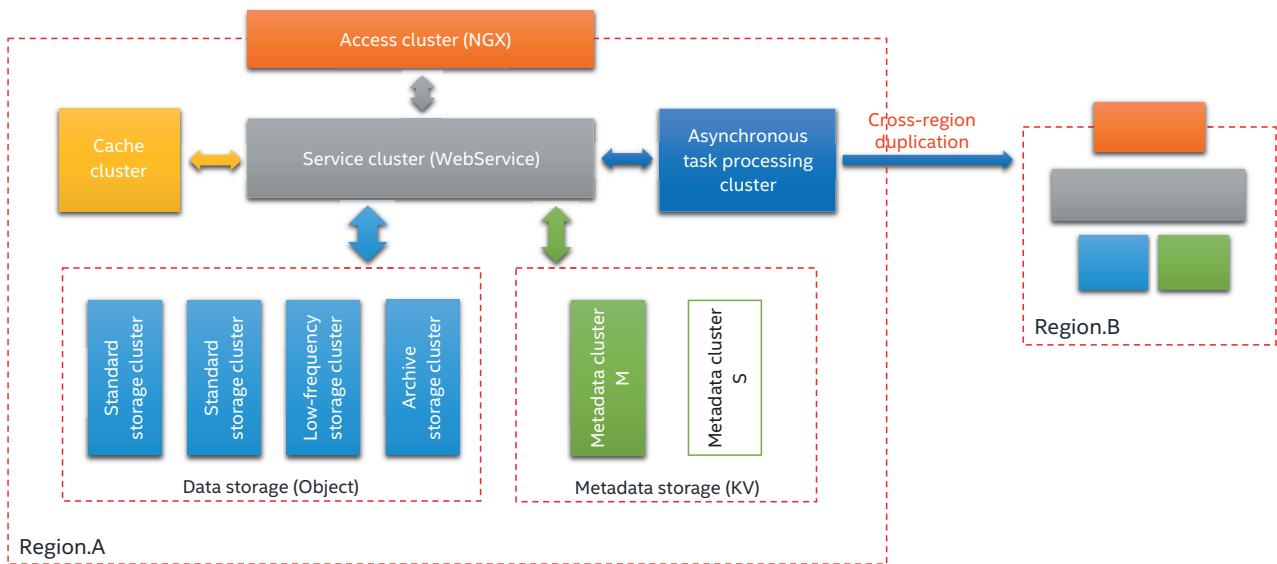 Access cluster (NGX)
Cache
cluster
Service cluster (WebService)
Asynchronous
task processing
cluster
Cross-region
duplication
Standard
storage cluster
Standard
storage cluster
Low-frequency
storage cluster
Archive
storage cluster
Data storage (Object)
Metadata cluster
M
Metadata cluster
S
Metadata storage (KV)
Region.A
Region.B